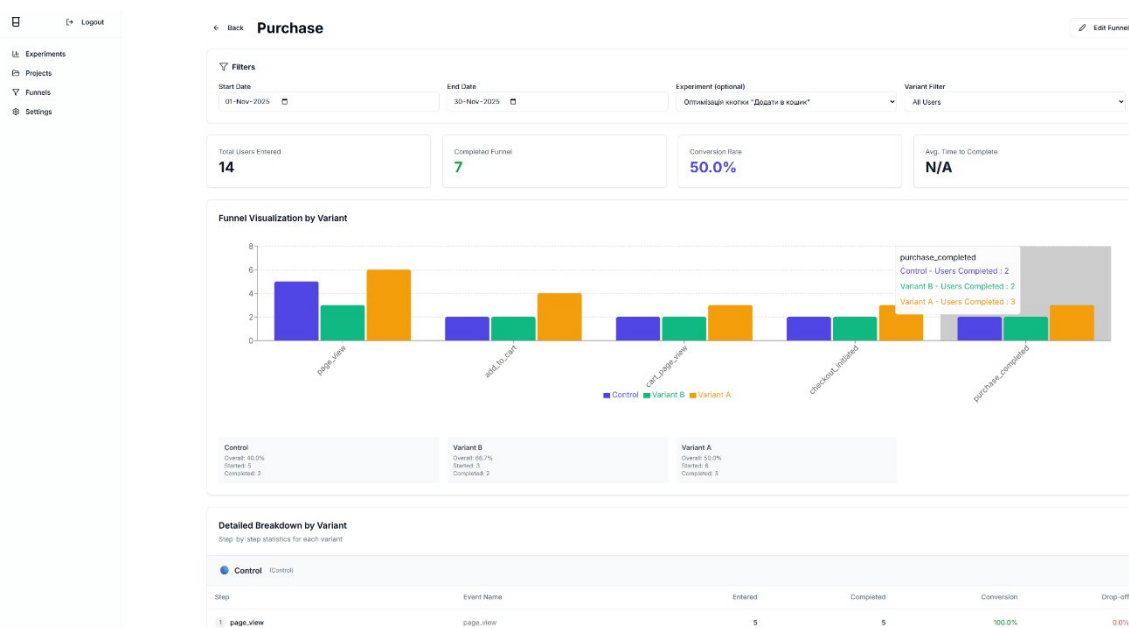 Logout
Experiments
Projects
Funnels
Settings
← Back Purchase
Edit Funnel
Filters
Start Date End Date Experiment (optional) Variant Filter
01-Nov-2025 30-Nov-2025 Оптимізація кнопки "Додати в кошик" All Users
Total Users Entered Completed Funnel Conversion Rate Avg. Time to Complete
14 7 50.0% N/A
Funnel Visualization by Variant
8
6
4
2
0
purchase_completed
Control - Users Completed : 2
Variant B - Users Completed : 2
Variant A - Users Completed : 3
page_view add_to_cart cart_page_view checkout_initiated purchase_completed
Control Variant B Variant A
Control Variant B Variant A
Overall: 40.0% Overall: 66.7% Overall: 50.0%
Started: 5 Started: 3 Started: 6
Completed: 2 Completed: 2 Completed: 3
Detailed Breakdown by Variant
Step-by-step statistics for each variant
Control (Control)
Step Event Name Entered Completed Conversion Drop-off
1 page_view page_view 5 5 100.0% 0.0%